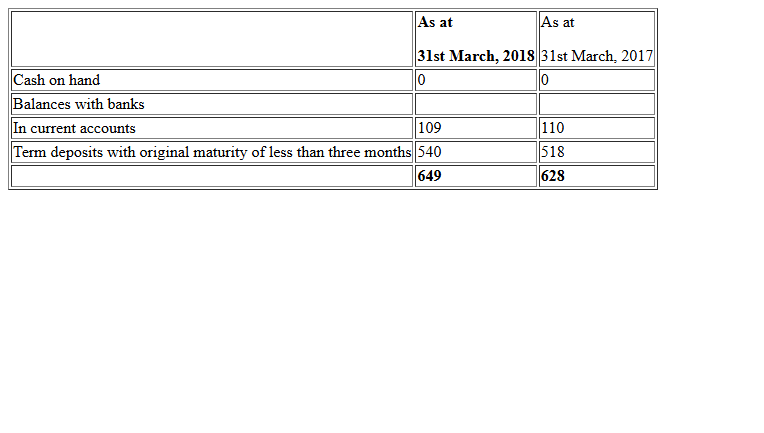 As at As at
31st March, 2018 31st March, 2017
Cash on hand 0 0
Balances with banks
In current accounts 109 110
Term deposits with original maturity of less than three months 540 518
649 628